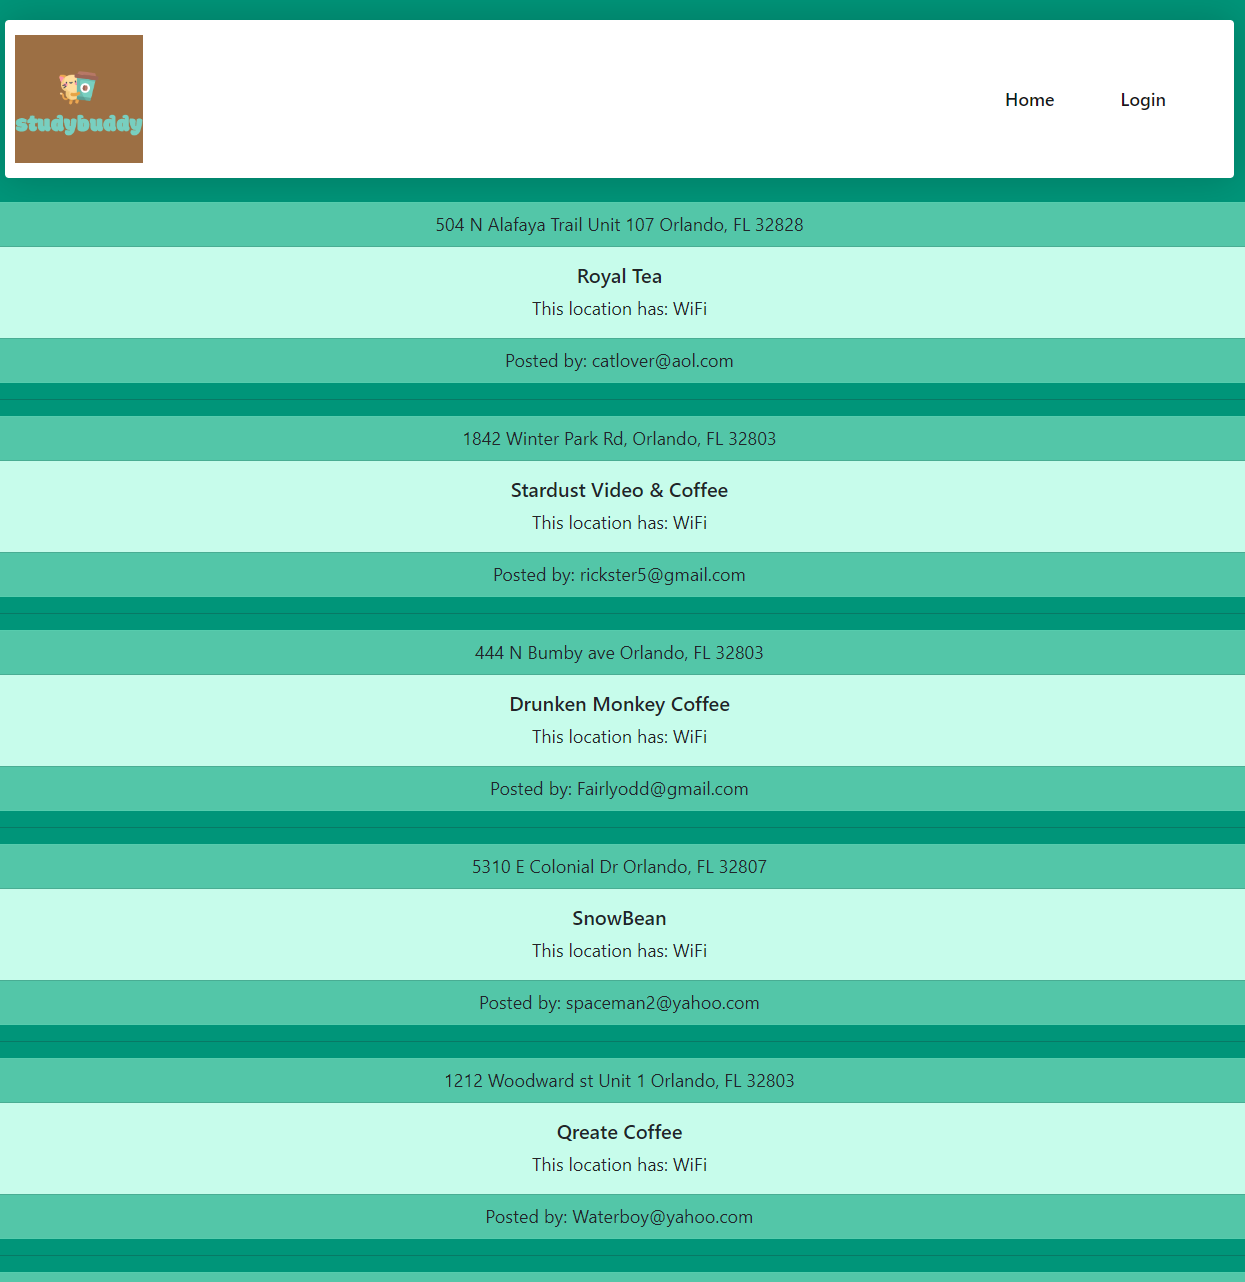 studybuddy
Home
Login
504 N Alafaya Trail Unit 107 Orlando, FL 32828
Royal Tea
This location has: WiFi
Posted by: catlover@aol.com
1842 Winter Park Rd, Orlando, FL 32803
Stardust Video & Coffee
This location has: WiFi
Posted by: rickster5@gmail.com
444 N Bumby ave Orlando, FL 32803
Drunken Monkey Coffee
This location has: WiFi
Posted by: Fairlyodd@gmail.com
5310 E Colonial Dr Orlando, FL 32807
SnowBean
This location has: WiFi
Posted by: spaceman2@yahoo.com
1212 Woodward st Unit 1 Orlando, FL 32803
Qreate Coffee
This location has: WiFi
Posted by: Waterboy@yahoo.com